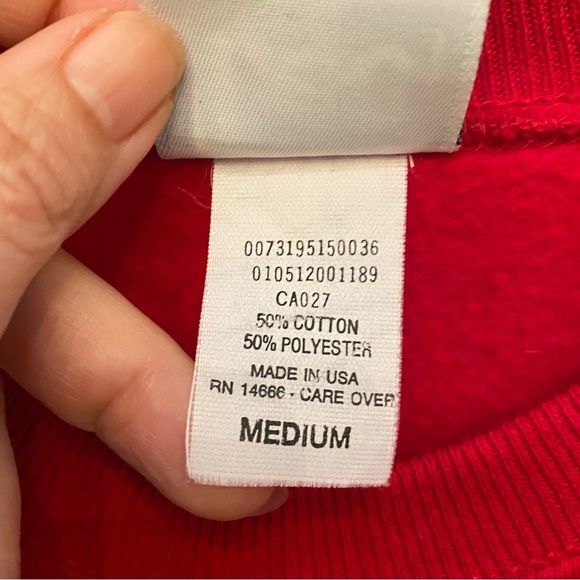 0073195150036
010512001189
CA027
50% COTTON
50% POLYESTER
MADE IN USA
RN 14666 - CARE OVER
MEDIUM